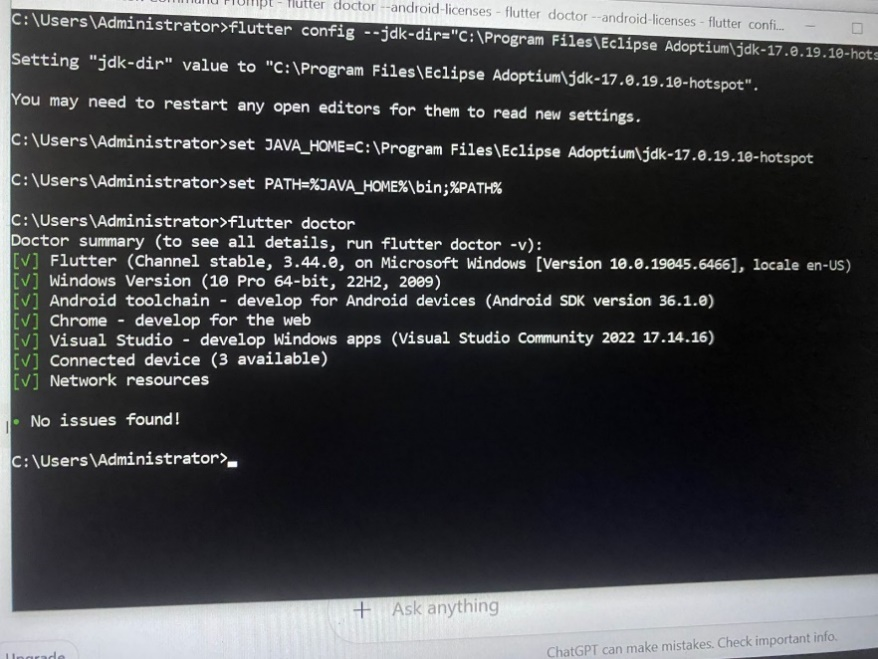 Command Prompt - flutter doctor --android-licenses - flutter doctor --android-licenses - flutter confi...
C:\Users\Administrator>flutter config --jdk-dir="C:\Program Files\Eclipse Adoptium\jdk-17.0.19.10-hots
Setting "jdk-dir" value to "C:\Program Files\Eclipse Adoptium\jdk-17.0.19.10-hotspot".
You may need to restart any open editors for them to read new settings.
C:\Users\Administrator>set JAVA_HOME=C:\Program Files\Eclipse Adoptium\jdk-17.0.19.10-hotspot
C:\Users\Administrator>set PATH=%JAVA_HOME%\bin;%PATH%
C:\Users\Administrator>flutter doctor
Doctor summary (to see all details, run flutter doctor -v):
[√] Flutter (Channel stable, 3.44.0, on Microsoft Windows [Version 10.0.19045.6466], locale en-US)
[√] Windows Version (10 Pro 64-bit, 22H2, 2009)
[√] Android toolchain - develop for Android devices (Android SDK version 36.1.0)
[√] Chrome - develop for the web
[√] Visual Studio - develop Windows apps (Visual Studio Community 2022 17.14.16)
[√] Connected device (3 available)
[√] Network resources
• No issues found!
C:\Users\Administrator>
+ Ask anything
Upgrade
ChatGPT can make mistakes. Check important info.